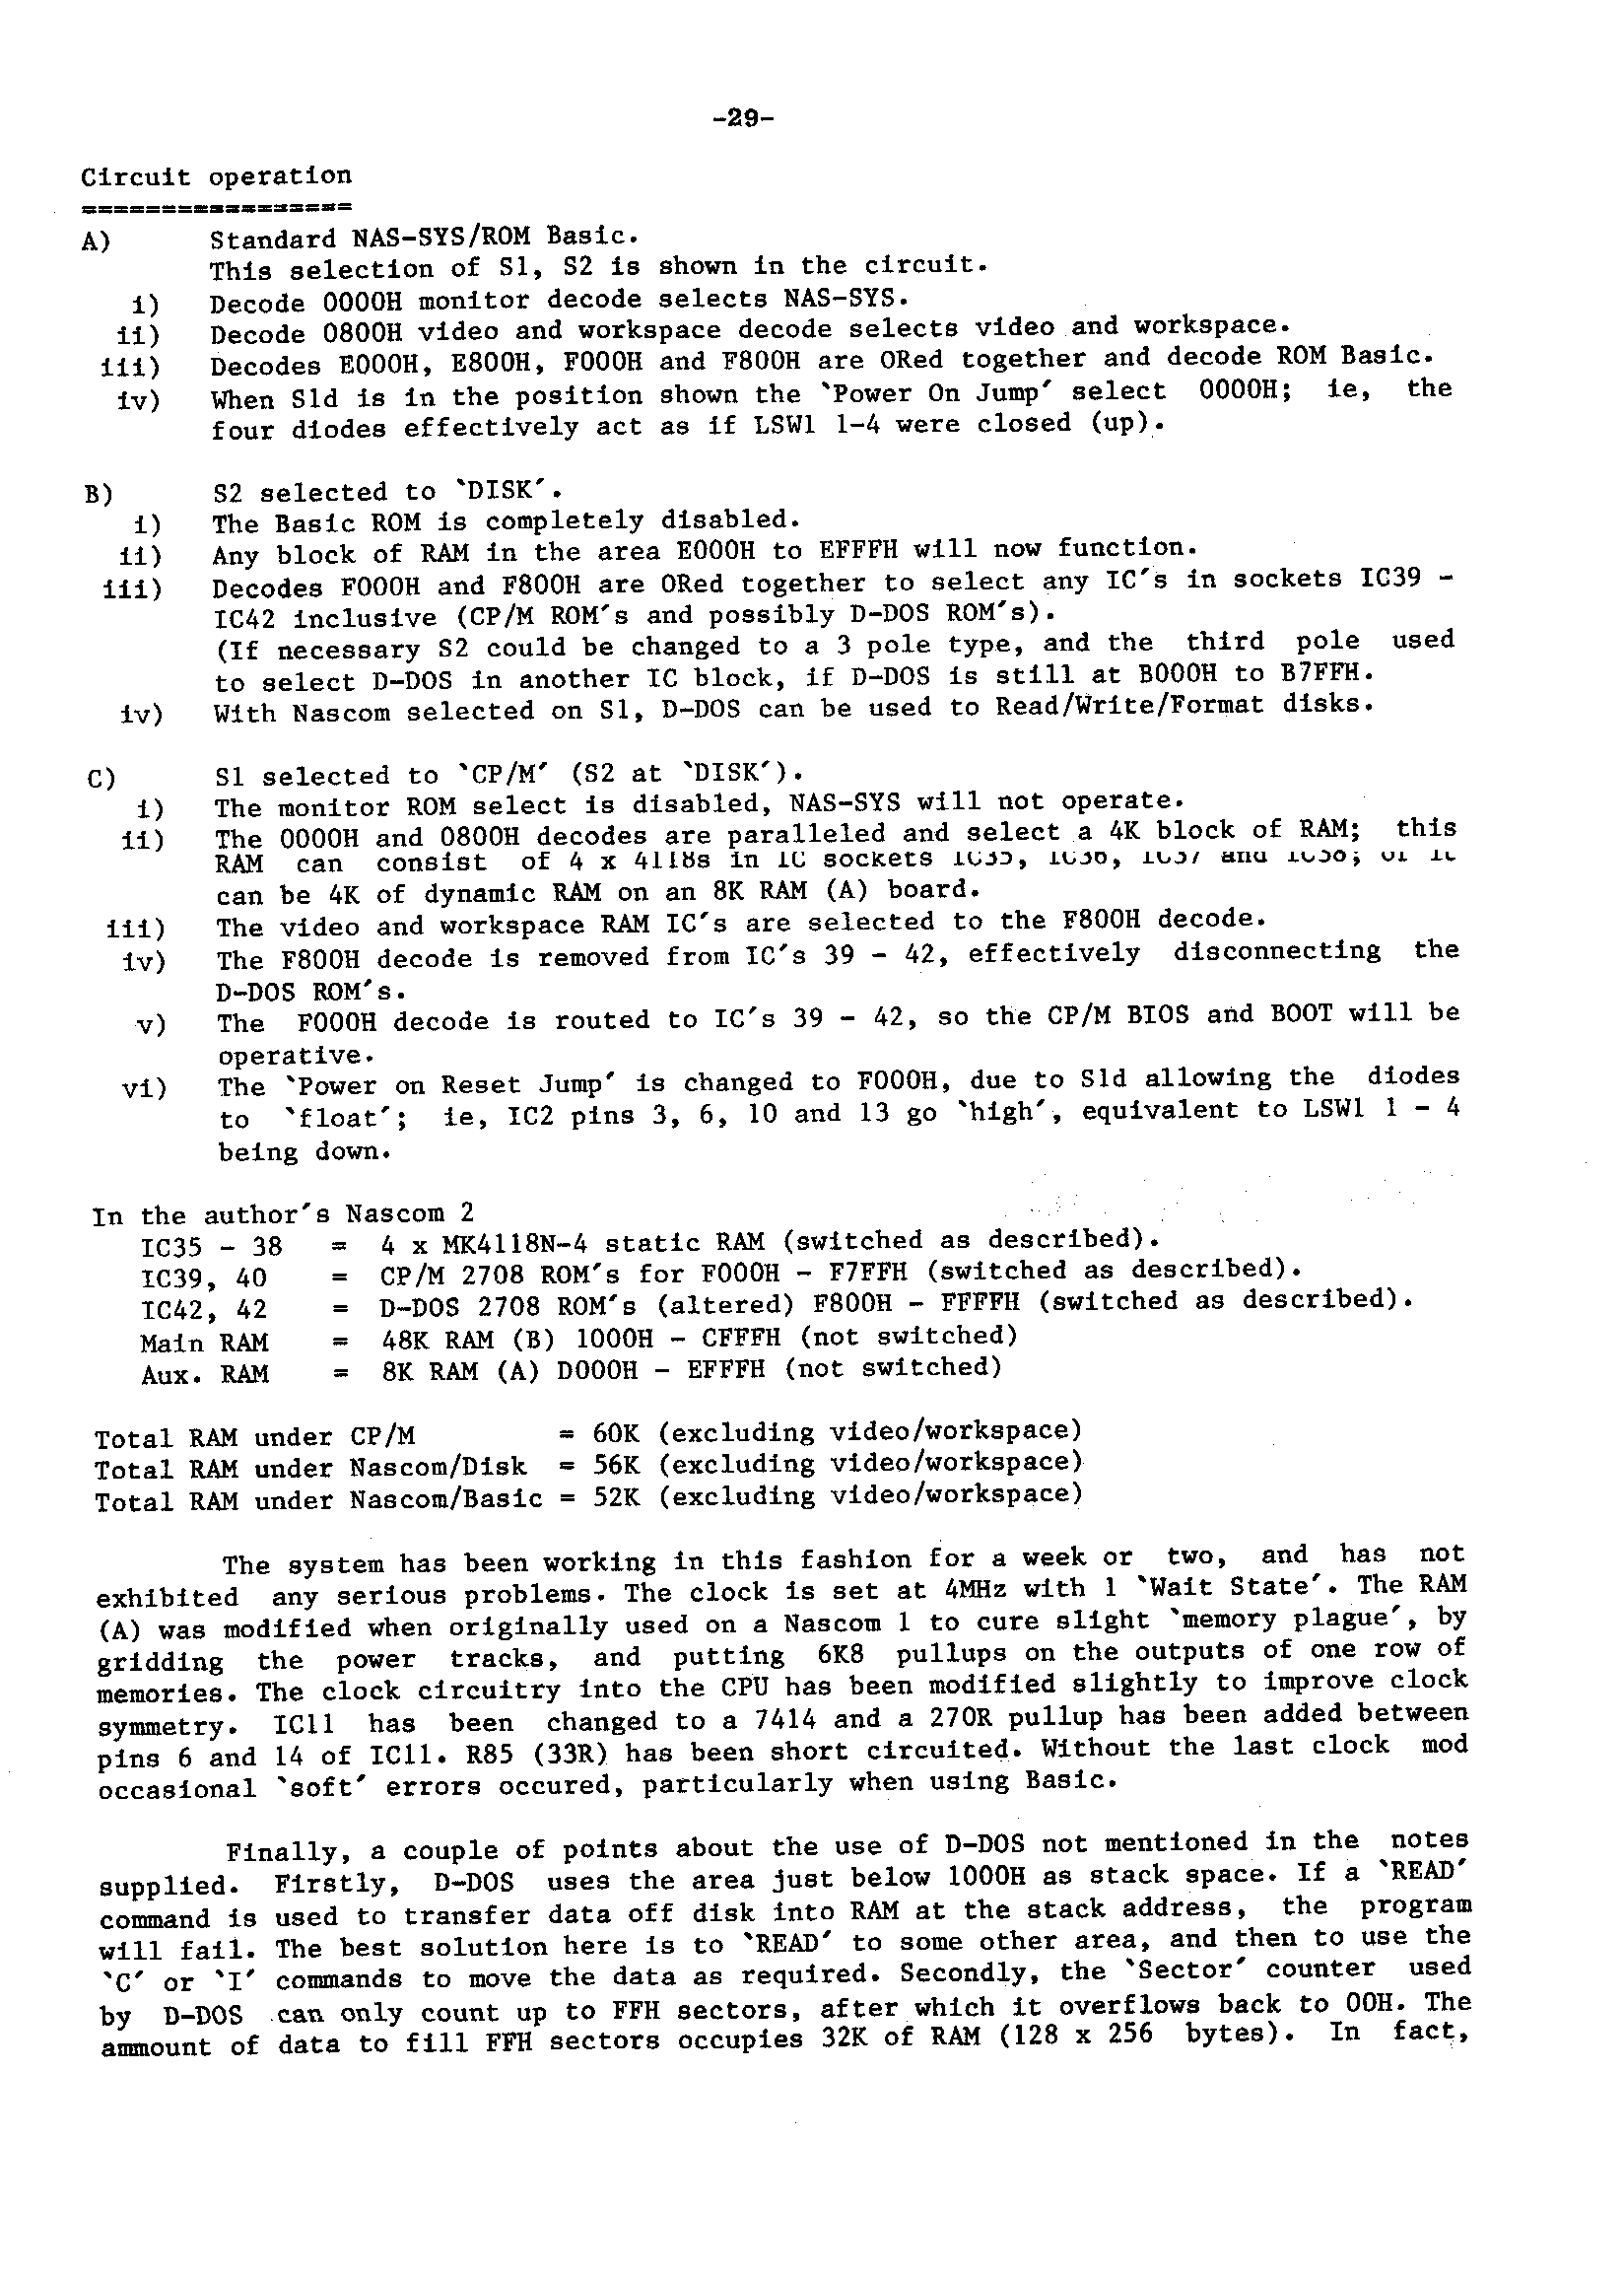 -29-
Circuit operation
=================
A) Standard NAS-SYS/ROM Basic.
This selection of S1, S2 is shown in the circuit.
i) Decode 0000H monitor decode selects NAS-SYS.
ii) Decode 0800H video and workspace decode selects video and workspace.
iii) Decodes E000H, E800H, F000H and F800H are ORed together and decode ROM Basic.
iv) When S1d is in the position shown the `Power On Jump' select 0000H; ie, the
four diodes effectively act as if LSW1 1-4 were closed (up).
B) S2 selected to `DISK'.
i) The Basic ROM is completely disabled.
ii) Any block of RAM in the area E000H to EFFFH will now function.
iii) Decodes F000H and F800H are ORed together to select any IC's in sockets IC39 -
IC42 inclusive (CP/M ROM's and possibly D-DOS ROM's).
(If necessary S2 could be changed to a 3 pole type, and the third pole used
to select D-DOS in another IC block, if D-DOS is still at B000H to B7FFH.
iv) With Nascom selected on S1, D-DOS can be used to Read/Write/Format disks.
C) S1 selected to `CP/M' (S2 at `DISK').
i) The monitor ROM select is disabled, NAS-SYS will not operate.
ii) The 0000H and 0800H decodes are paralleled and select a 4K block of RAM; this
RAM can consist of 4 x 4118s in IC sockets IC35, IC36, IC37 and IC38; or it
can be 4K of dynamic RAM on an 8K RAM (A) board.
iii) The video and workspace RAM IC's are selected to the F800H decode.
iv) The F800H decode is removed from IC's 39 - 42, effectively disconnecting the
D-DOS ROM's.
v) The F000H decode is routed to IC's 39 - 42, so the CP/M BIOS and BOOT will be
operative.
vi) The `Power on Reset Jump' is changed to F000H, due to S1d allowing the diodes
to `float'; ie, IC2 pins 3, 6, 10 and 13 go `high', equivalent to LSW1 1 - 4
being down.
In the author's Nascom 2
IC35 - 38 = 4 x MK4118N-4 static RAM (switched as described).
IC39, 40 = CP/M 2708 ROM's for F000H - F7FFH (switched as described).
IC42, 42 = D-DOS 2708 ROM's (altered) F800H - FFFFH (switched as described).
Main RAM = 48K RAM (B) 1000H - CFFFH (not switched)
Aux. RAM = 8K RAM (A) D000H - EFFFH (not switched)
Total RAM under CP/M = 60K (excluding video/workspace)
Total RAM under Nascom/Disk = 56K (excluding video/workspace)
Total RAM under Nascom/Basic = 52K (excluding video/workspace)
The system has been working in this fashion for a week or two, and has not
exhibited any serious problems. The clock is set at 4MHz with 1 `Wait State'. The RAM
(A) was modified when originally used on a Nascom 1 to cure slight `memory plague', by
gridding the power tracks, and putting 6K8 pullups on the outputs of one row of
memories. The clock circuitry into the CPU has been modified slightly to improve clock
symmetry. IC11 has been changed to a 7414 and a 270R pullup has been added between
pins 6 and 14 of IC11. R85 (33R) has been short circuited. Without the last clock mod
occasional `soft' errors occured, particularly when using Basic.
Finally, a couple of points about the use of D-DOS not mentioned in the notes
supplied. Firstly, D-DOS uses the area just below 1000H as stack space. If a `READ'
command is used to transfer data off disk into RAM at the stack address, the program
will fail. The best solution here is to `READ' to some other area, and then to use the
`C' or `I' commands to move the data as required. Secondly, the `Sector' counter used
by D-DOS can only count up to FFH sectors, after which it overflows back to 00H. The
ammount of data to fill FFH sectors occupies 32K of RAM (128 x 256 bytes). In fact,